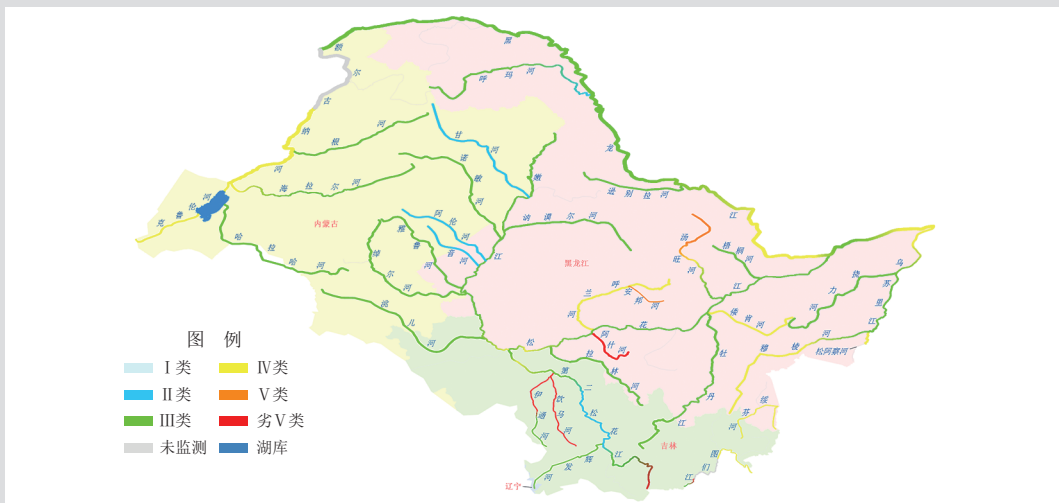 黑
额
尔
古
纳
河
呼玛河
根河
海拉尔河
克鲁伦河
甘河
诺敏河
嫩
江
龙
江
逊别拉河
讷谟尔河
内蒙古
哈拉哈河
阿伦河
音河
雅鲁河
绰尔河
洮儿河
黑龙江
汤旺河
梧桐河
呼兰河
安邦河
松
花
江
阿什河
拉林河
倭肯河
挠力河
乌苏里江
穆棱河
松阿察河
牡丹江
绥芬河
第二松花江
伊通河
饮马河
辉发河
吉林
图们江
辽宁
图 例
Ⅰ类
Ⅳ类
Ⅱ类
Ⅴ类
Ⅲ类
劣Ⅴ类
未监测
湖库